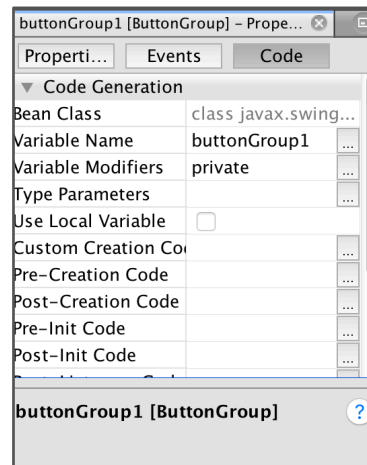 buttonGroup1 [ButtonGroup] – Prope...
Properti... Events Code
Code Generation
Bean Class class javax.swing...
Variable Name buttonGroup1 ...
Variable Modifiers private ...
Type Parameters ...
Use Local Variable
Custom Creation Co ...
Pre-Creation Code ...
Post-Creation Code ...
Pre-Init Code ...
Post-Init Code ...
buttonGroup1 [ButtonGroup] ?